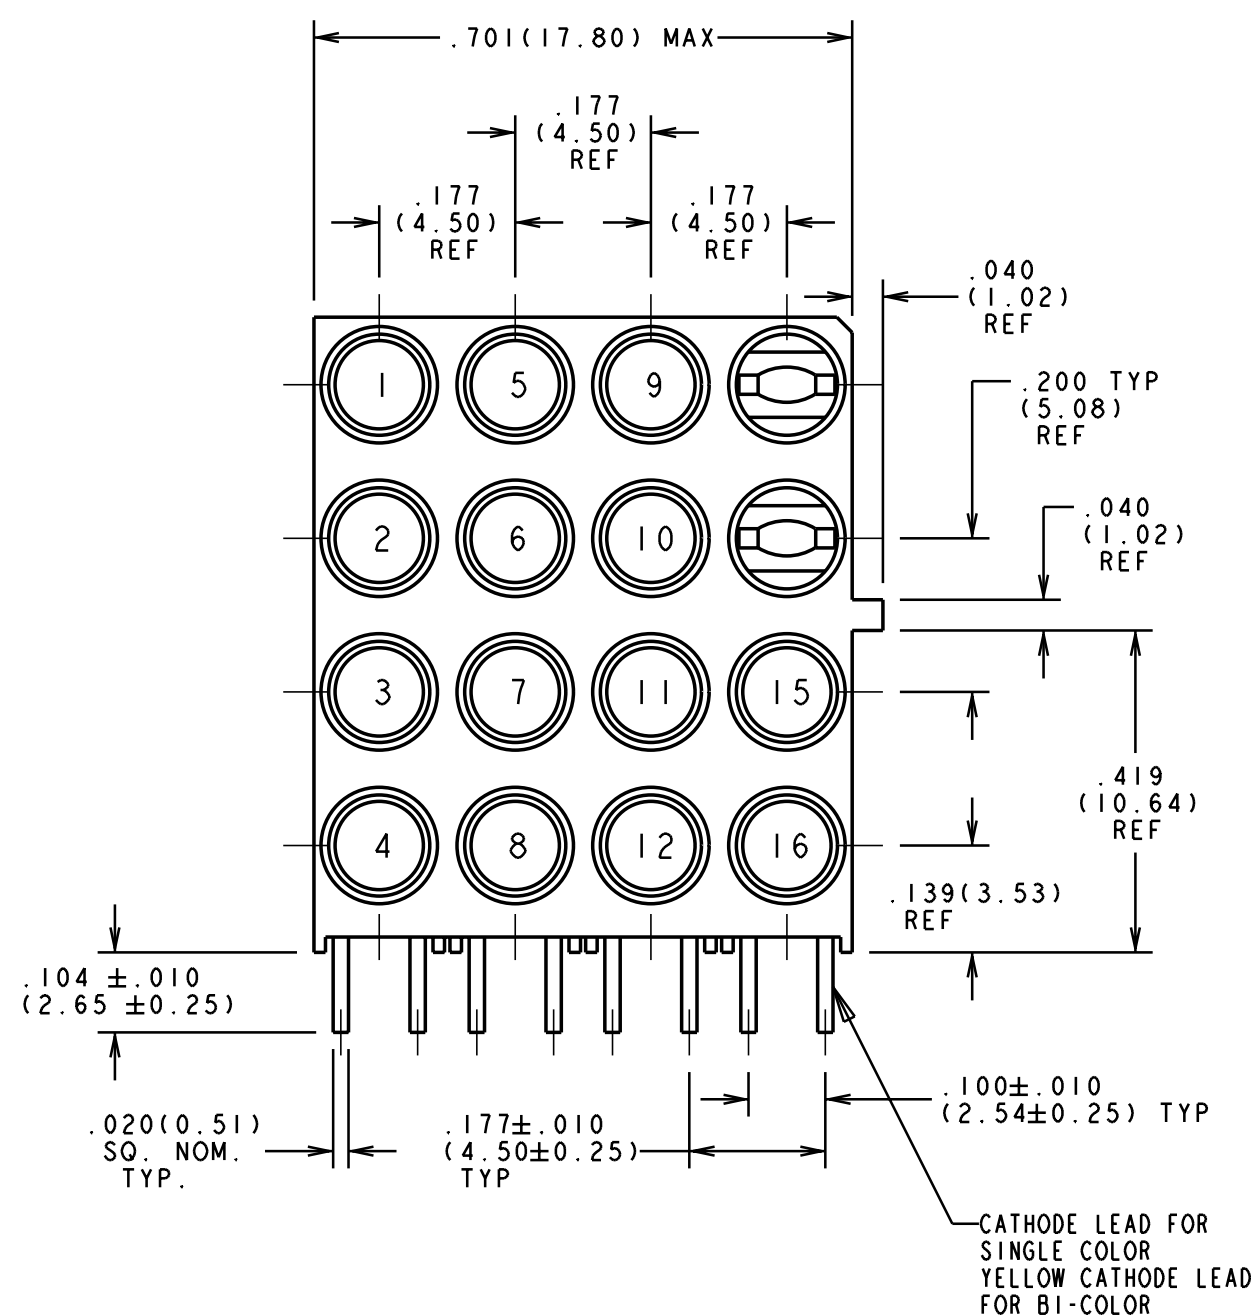 .701(17.80) MAX
.177
(4.50)
REF
.177
(4.50)
REF
.177
(4.50)
REF
.040
(1.02)
REF
.200 TYP
(5.08)
REF
.040
(1.02)
REF
1 5 9
2 6 10
3 7 11 15
4 8 12 16
.419
(10.64)
REF
.139(3.53)
REF
.104 ±.010
(2.65 ±0.25)
.020(0.51)
SQ. NOM.
TYP.
.177±.010
(4.50±0.25)
TYP
.100±.010
(2.54±0.25) TYP
CATHODE LEAD FOR
SINGLE COLOR
YELLOW CATHODE LEAD
FOR BI-COLOR